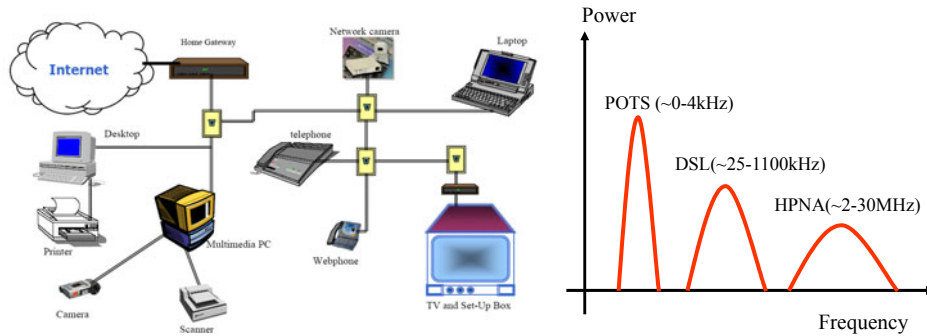 Home Gateway
Network camera
Laptop
Internet
Desktop
telephone
Printer
Multimedia PC
Webphone
Camera
Scanner
TV and Set-Up Box
Power
POTS (~0-4kHz)
DSL(~25-1100kHz)
HPNA(~2-30MHz)
Frequency